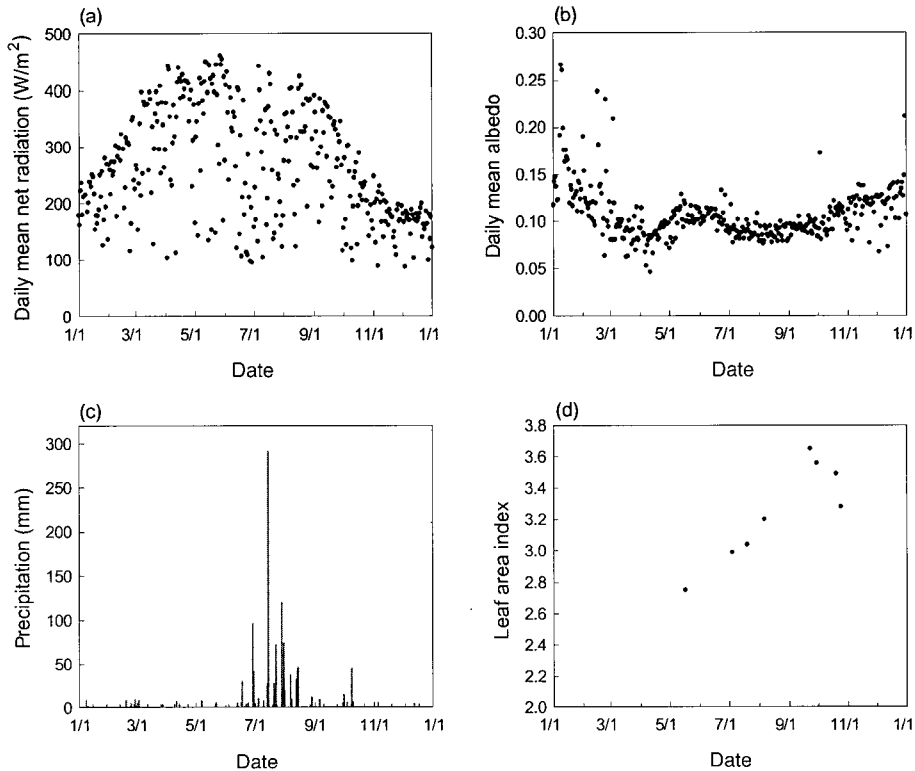 (a)
Daily mean net radiation (W/m²)
500
400
300
200
100
0
1/1 3/1 5/1 7/1 9/1 11/1 1/1
Date
(b)
Daily mean albedo
0.30
0.25
0.20
0.15
0.10
0.05
0.00
1/1 3/1 5/1 7/1 9/1 11/1 1/1
Date
(c)
Precipitation (mm)
300
250
200
150
100
50
0
1/1 3/1 5/1 7/1 9/1 11/1 1/1
Date
(d)
Leaf area index
3.8
3.6
3.4
3.2
3.0
2.8
2.6
2.4
2.2
2.0
1/1 3/1 5/1 7/1 9/1 11/1 1/1
Date